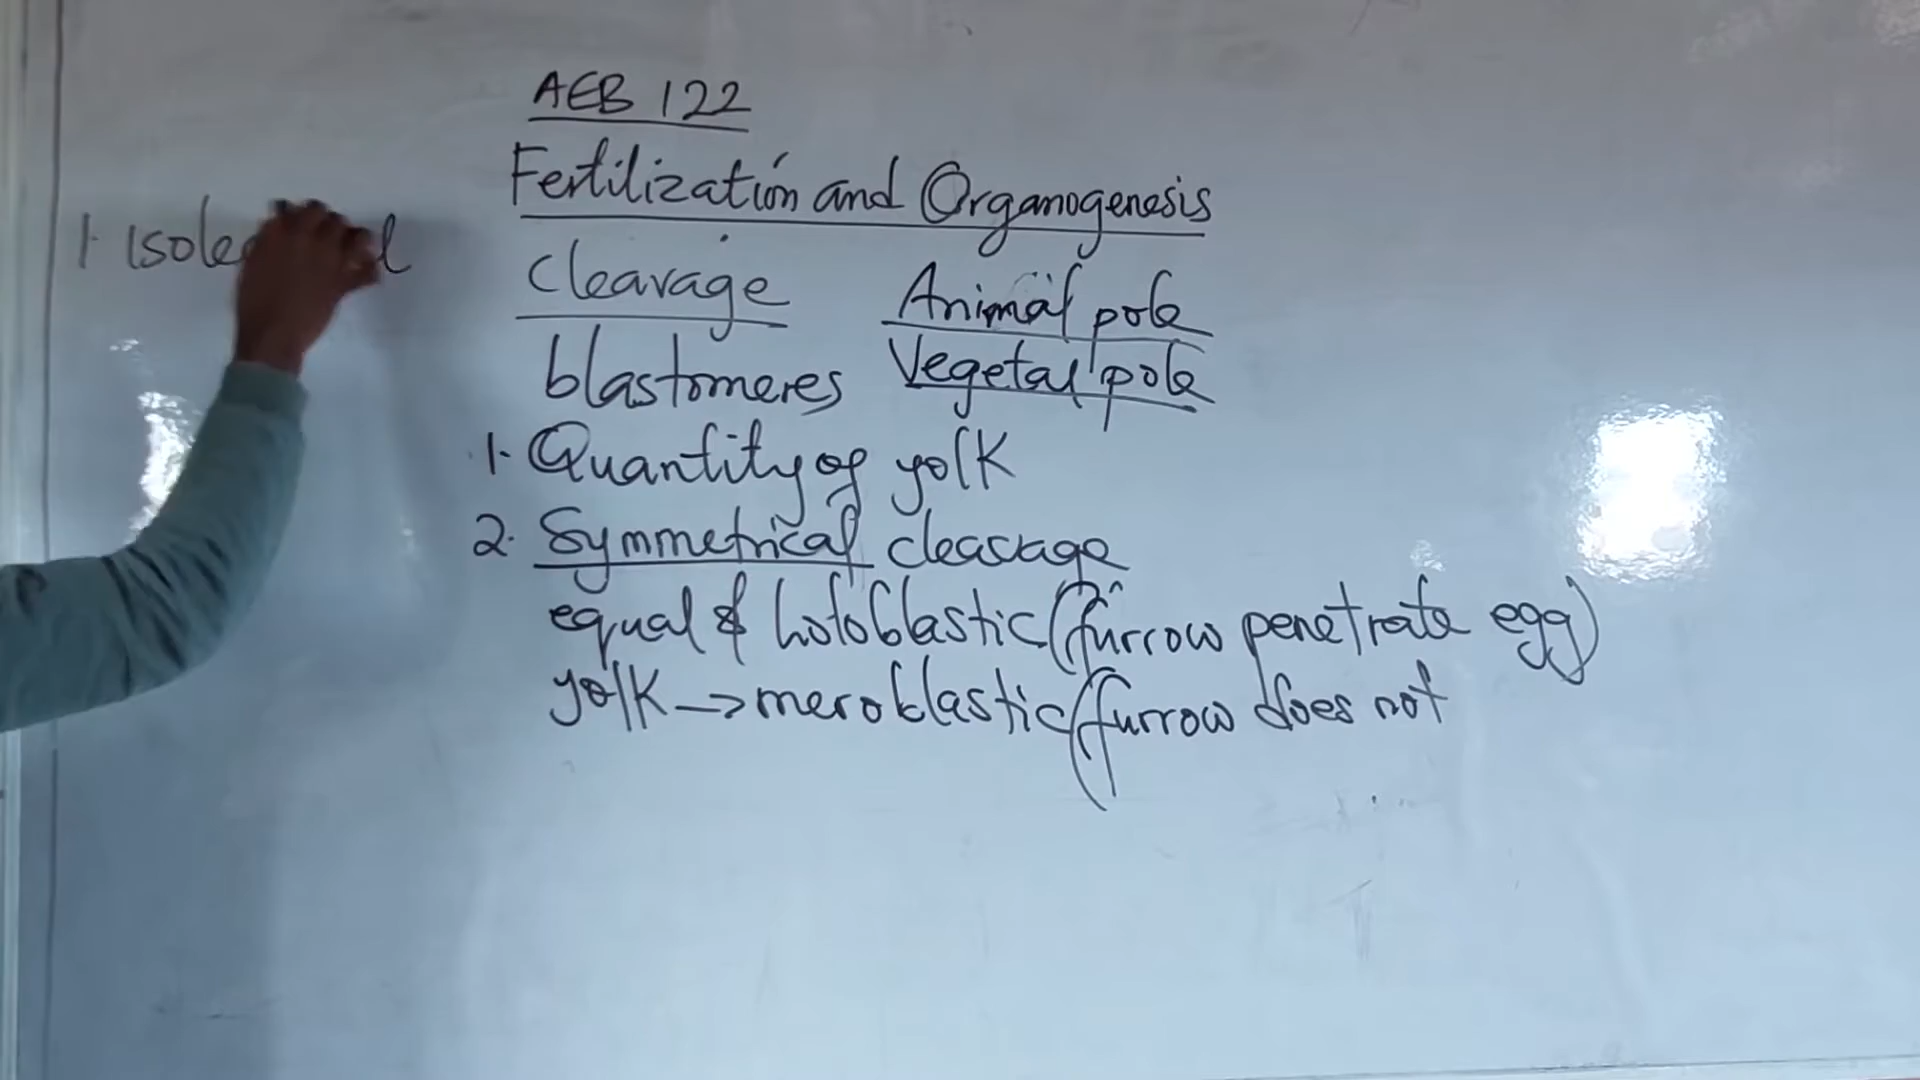 AEB 122
Fertilization and Organogenesis
1.
cleavage
Animal pole
blastomeres
Vegetal pole
1. Quantity of yolk
2. Symmetrical cleavage
equal & holoblastic (furrow penetrate egg)
yolk -> meroblastic (furrow does not